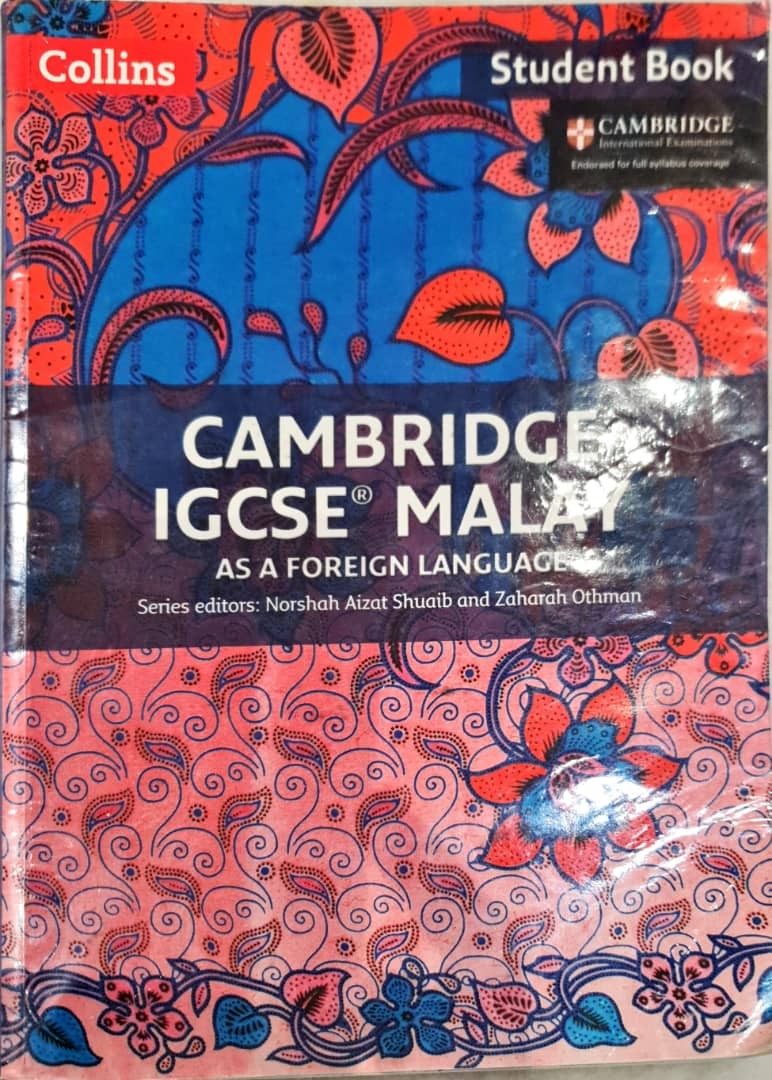 Collins
Student Book
CAMBRIDGE
International Examinations
Endorsed for full syllabus coverage
CAMBRIDGE
IGCSE® MALAY
AS A FOREIGN LANGUAGE
Series editors: Norshah Aizat Shuaib and Zaharah Othman